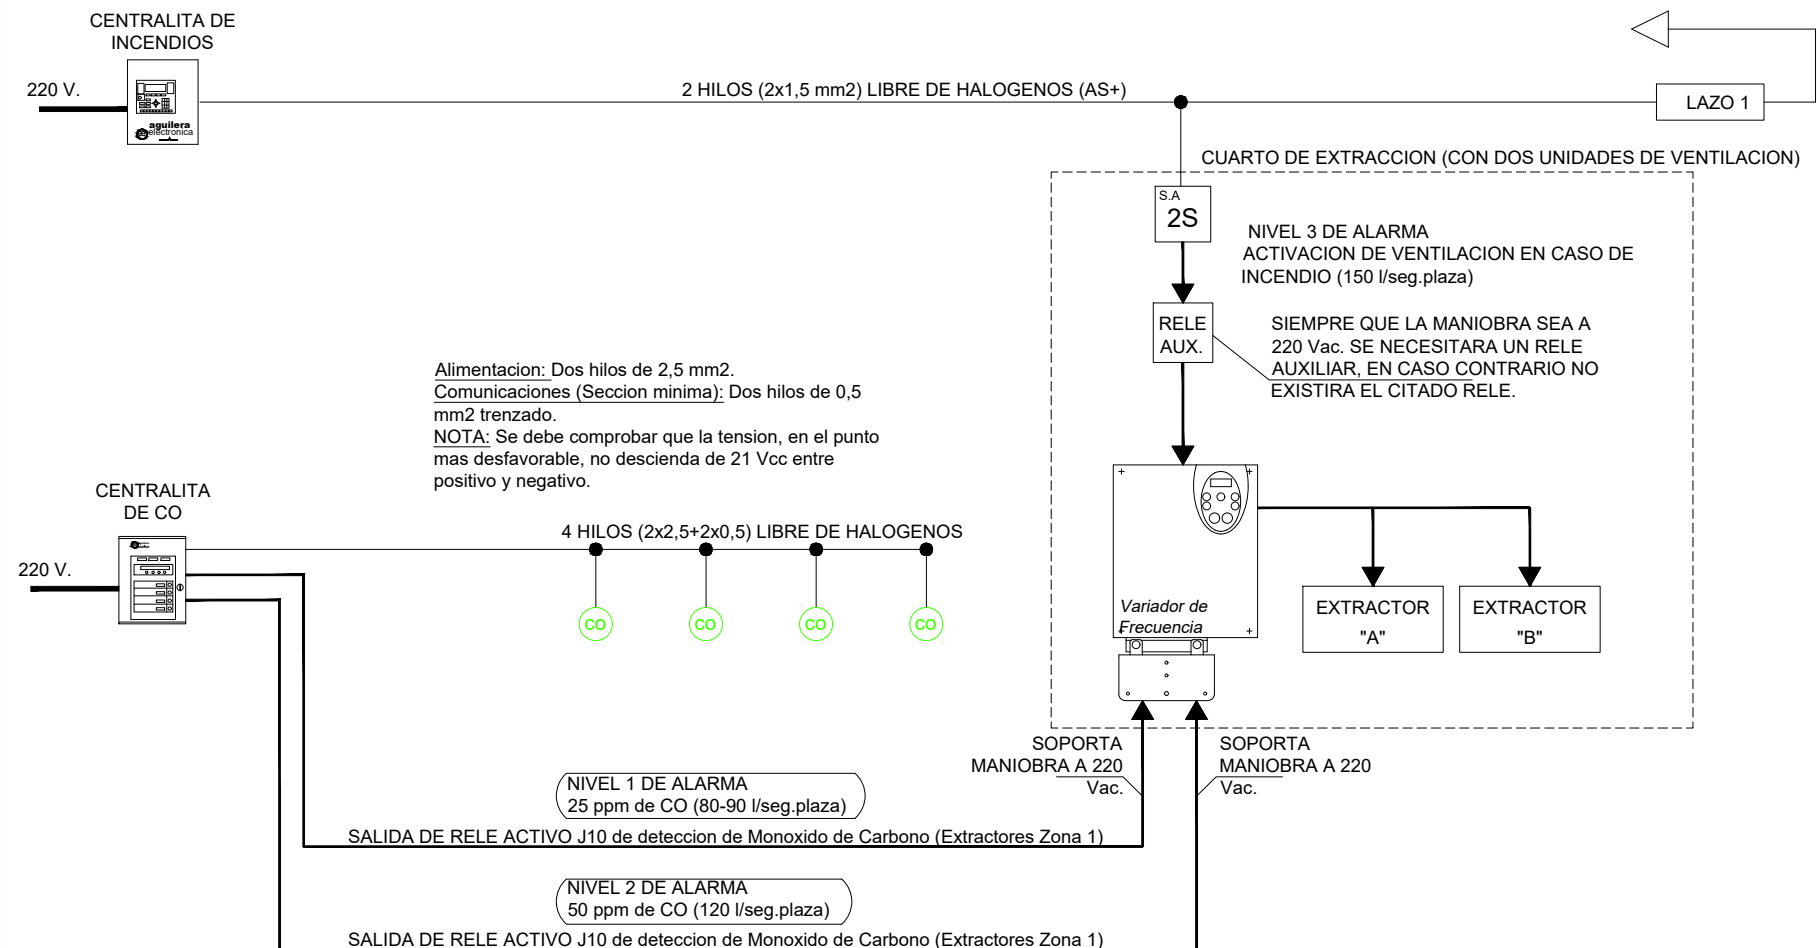 CENTRALITA DE
INCENDIOS
220 V.
aguilera
electronica
2 HILOS (2x1,5 mm2) LIBRE DE HALOGENOS (AS+)
LAZO 1
CUARTO DE EXTRACCION (CON DOS UNIDADES DE VENTILACION)
S.A
2S
NIVEL 3 DE ALARMA
ACTIVACION DE VENTILACION EN CASO DE
INCENDIO (150 l/seg.plaza)
RELE
AUX.
SIEMPRE QUE LA MANIOBRA SEA A
220 Vac. SE NECESITARA UN RELE
AUXILIAR, EN CASO CONTRARIO NO
EXISTIRA EL CITADO RELE.
Alimentacion: Dos hilos de 2,5 mm2.
Comunicaciones (Seccion minima): Dos hilos de 0,5
mm2 trenzado.
NOTA: Se debe comprobar que la tension, en el punto
mas desfavorable, no descienda de 21 Vcc entre
positivo y negativo.
CENTRALITA
DE CO
220 V.
4 HILOS (2x2,5+2x0,5) LIBRE DE HALOGENOS
CO
CO
CO
CO
Variador de
Frecuencia
EXTRACTOR
"A"
EXTRACTOR
"B"
SOPORTA
MANIOBRA A 220
Vac.
SOPORTA
MANIOBRA A 220
Vac.
NIVEL 1 DE ALARMA
25 ppm de CO (80-90 l/seg.plaza)
SALIDA DE RELE ACTIVO J10 de deteccion de Monoxido de Carbono (Extractores Zona 1)
NIVEL 2 DE ALARMA
50 ppm de CO (120 l/seg.plaza)
SALIDA DE RELE ACTIVO J10 de deteccion de Monoxido de Carbono (Extractores Zona 1)